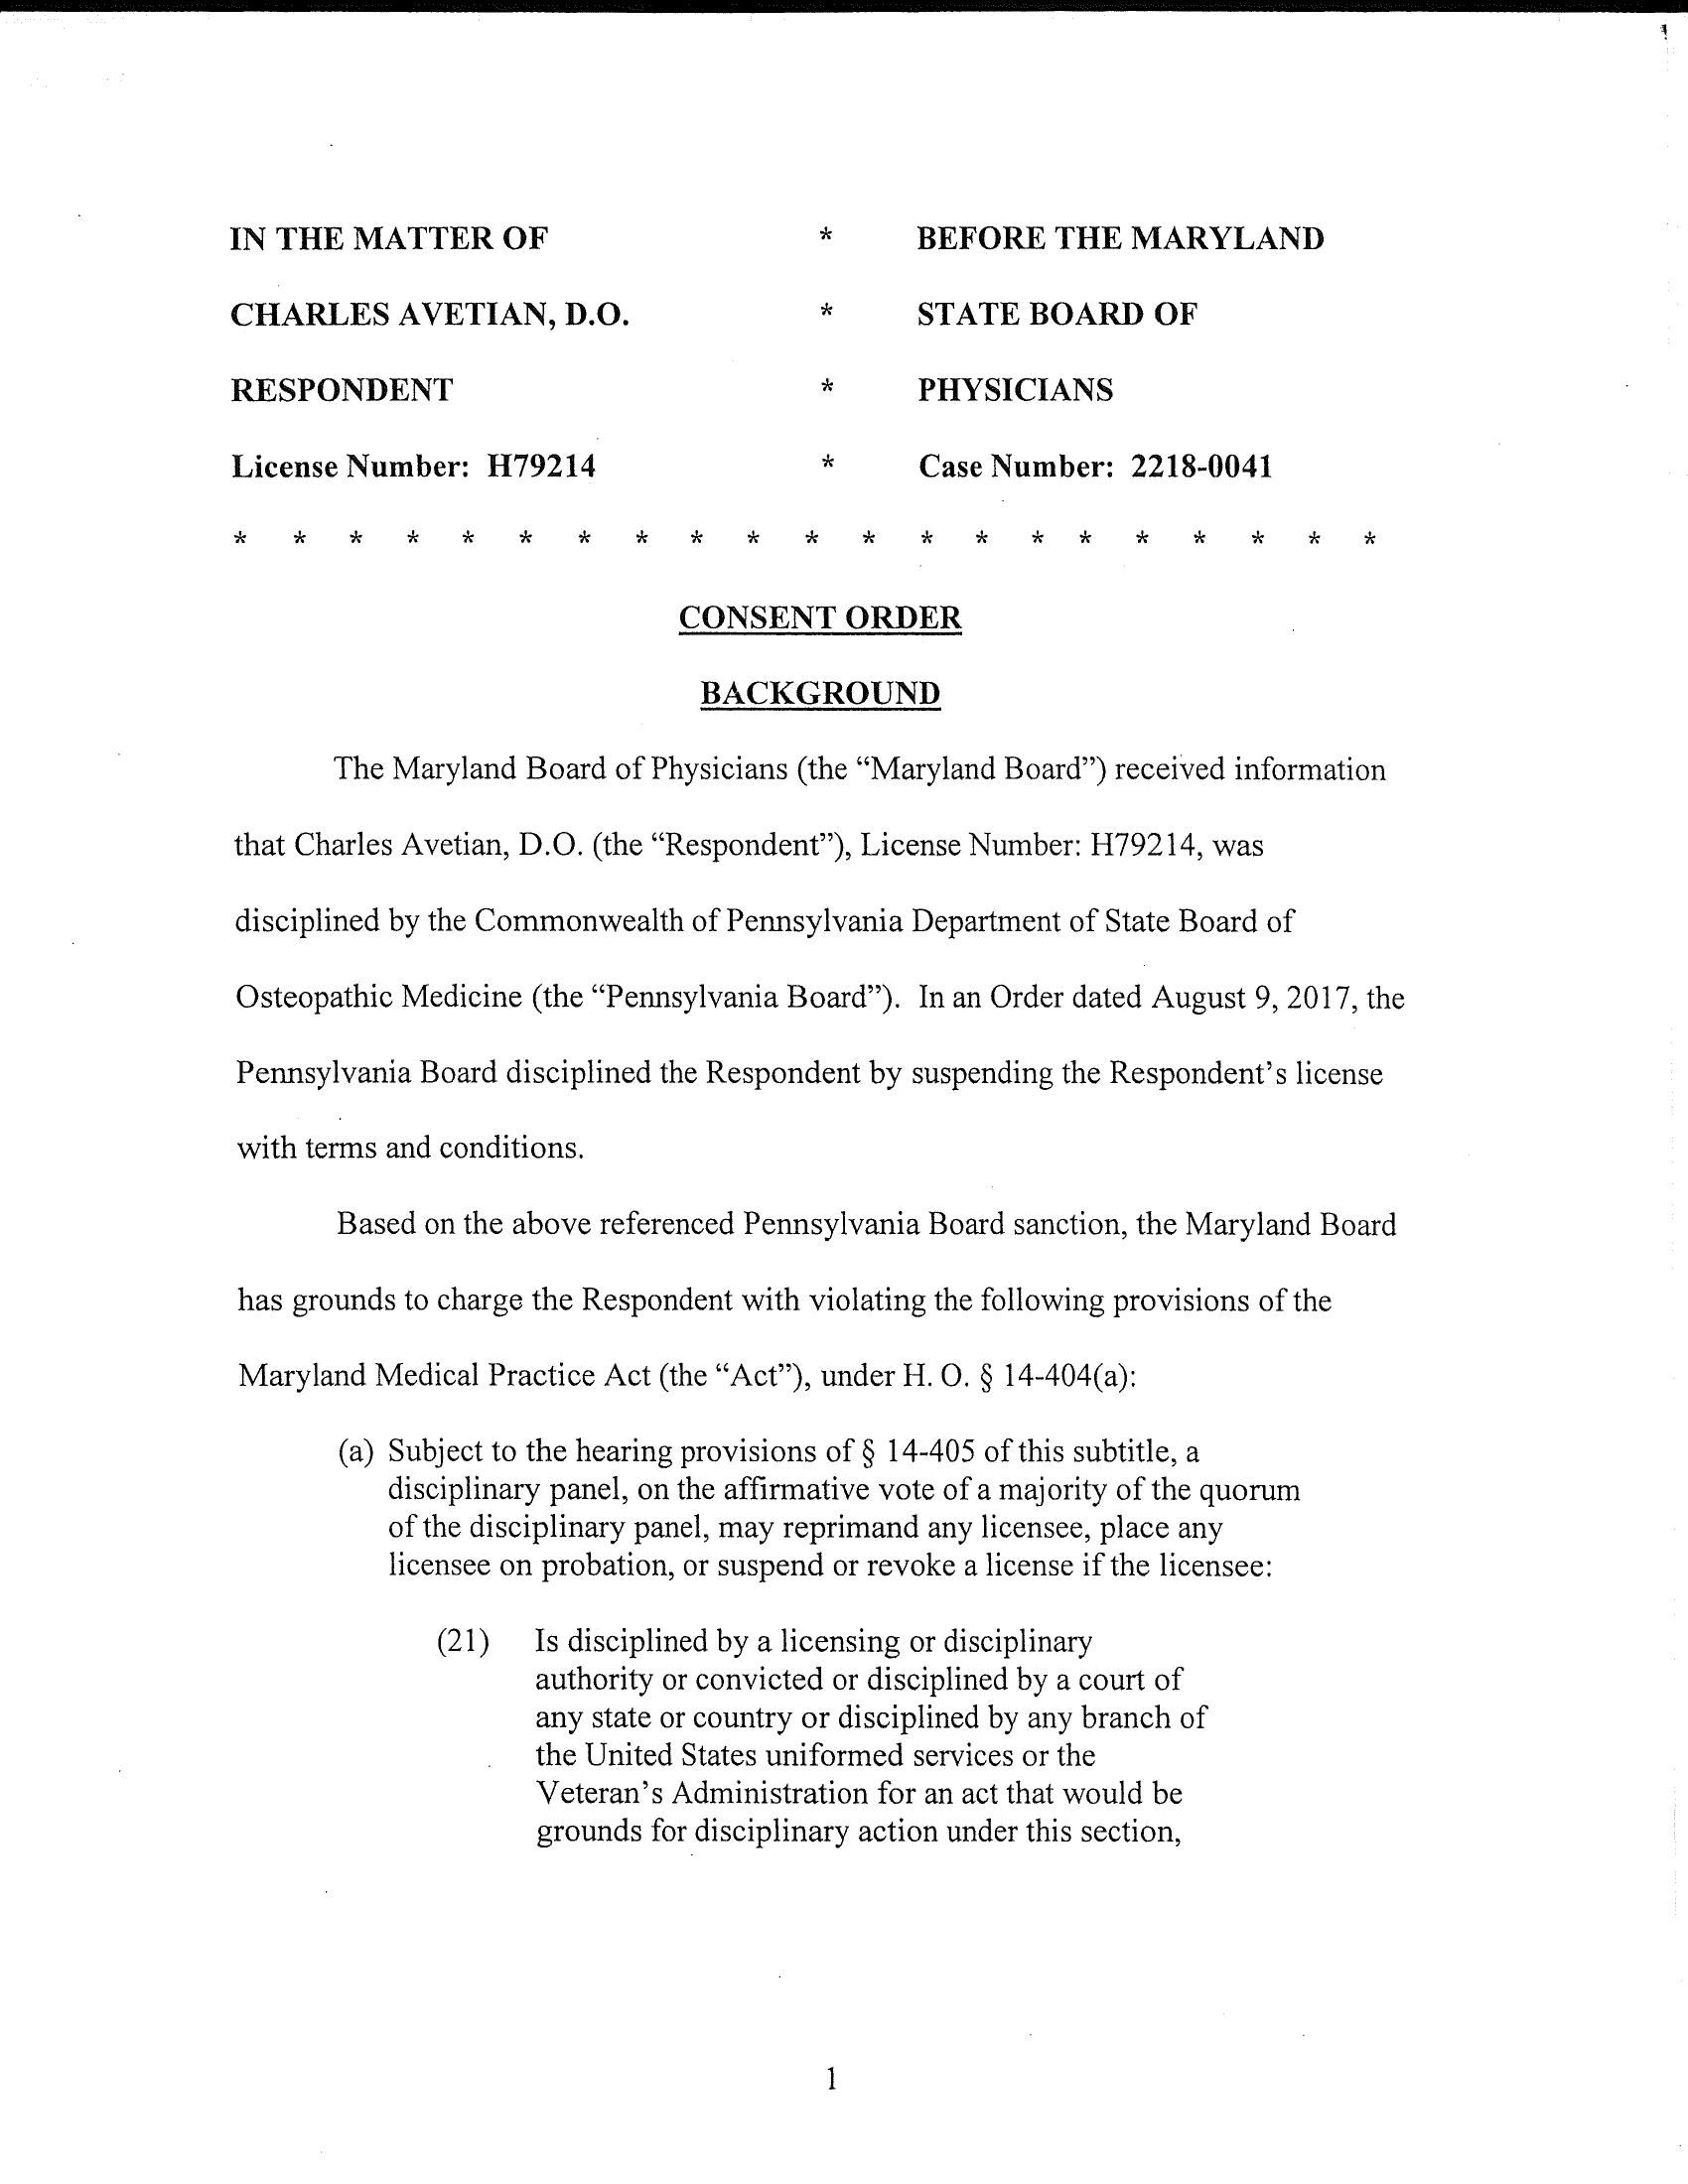 IN THE MATTER OF * BEFORE THE MARYLAND
CHARLES AVETIAN, D.O. * STATE BOARD OF
RESPONDENT * PHYSICIANS
License Number: H79214 * Case Number: 2218-0041
* * * * * * * * * * * * * * * * * * * * *
CONSENT ORDER
BACKGROUND
The Maryland Board of Physicians (the “Maryland Board”) received information
that Charles Avetian, D.O. (the “Respondent”), License Number: H79214, was
disciplined by the Commonwealth of Pennsylvania Department of State Board of
Osteopathic Medicine (the “Pennsylvania Board”). In an Order dated August 9, 2017, the
Pennsylvania Board disciplined the Respondent by suspending the Respondent’s license
with terms and conditions.
Based on the above referenced Pennsylvania Board sanction, the Maryland Board
has grounds to charge the Respondent with violating the following provisions of the
Maryland Medical Practice Act (the “Act”), under H. O. § 14-404(a):
(a) Subject to the hearing provisions of § 14-405 of this subtitle, a
disciplinary panel, on the affirmative vote of a majority of the quorum
of the disciplinary panel, may reprimand any licensee, place any
licensee on probation, or suspend or revoke a license if the licensee:
(21) Is disciplined by a licensing or disciplinary
authority or convicted or disciplined by a court of
any state or country or disciplined by any branch of
the United States uniformed services or the
Veteran’s Administration for an act that would be
grounds for disciplinary action under this section,
1